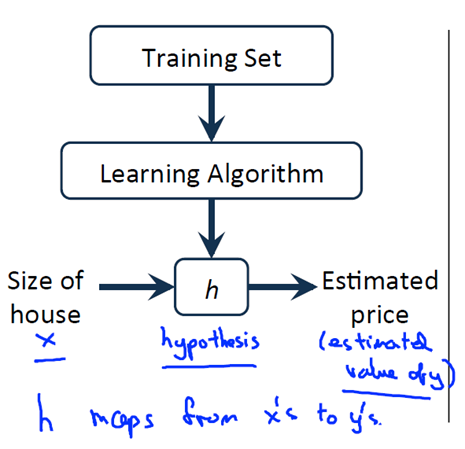 Training Set
Learning Algorithm
Size of
house
h
Estimated
price
x
hypothesis
(estimated
value of y)
h maps from x's to y's.